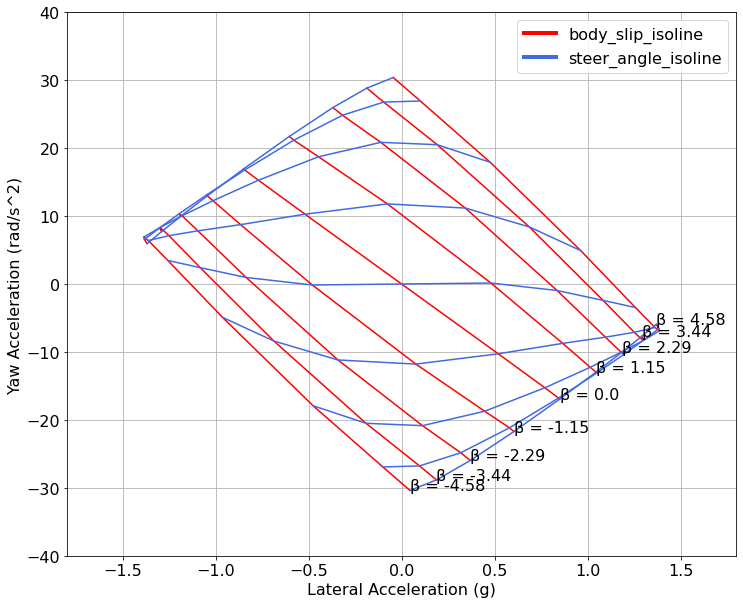 40
30
20
10
0
−10
−20
−30
−40
Yaw Acceleration (rad/s^2)
body_slip_isoline
steer_angle_isoline
β = 4.58
β = 3.44
β = 2.29
β = 1.15
β = 0.0
β = -1.15
β = -2.29
β = -3.44
β = -4.58
−1.5 −1.0 −0.5 0.0 0.5 1.0 1.5
Lateral Acceleration (g)